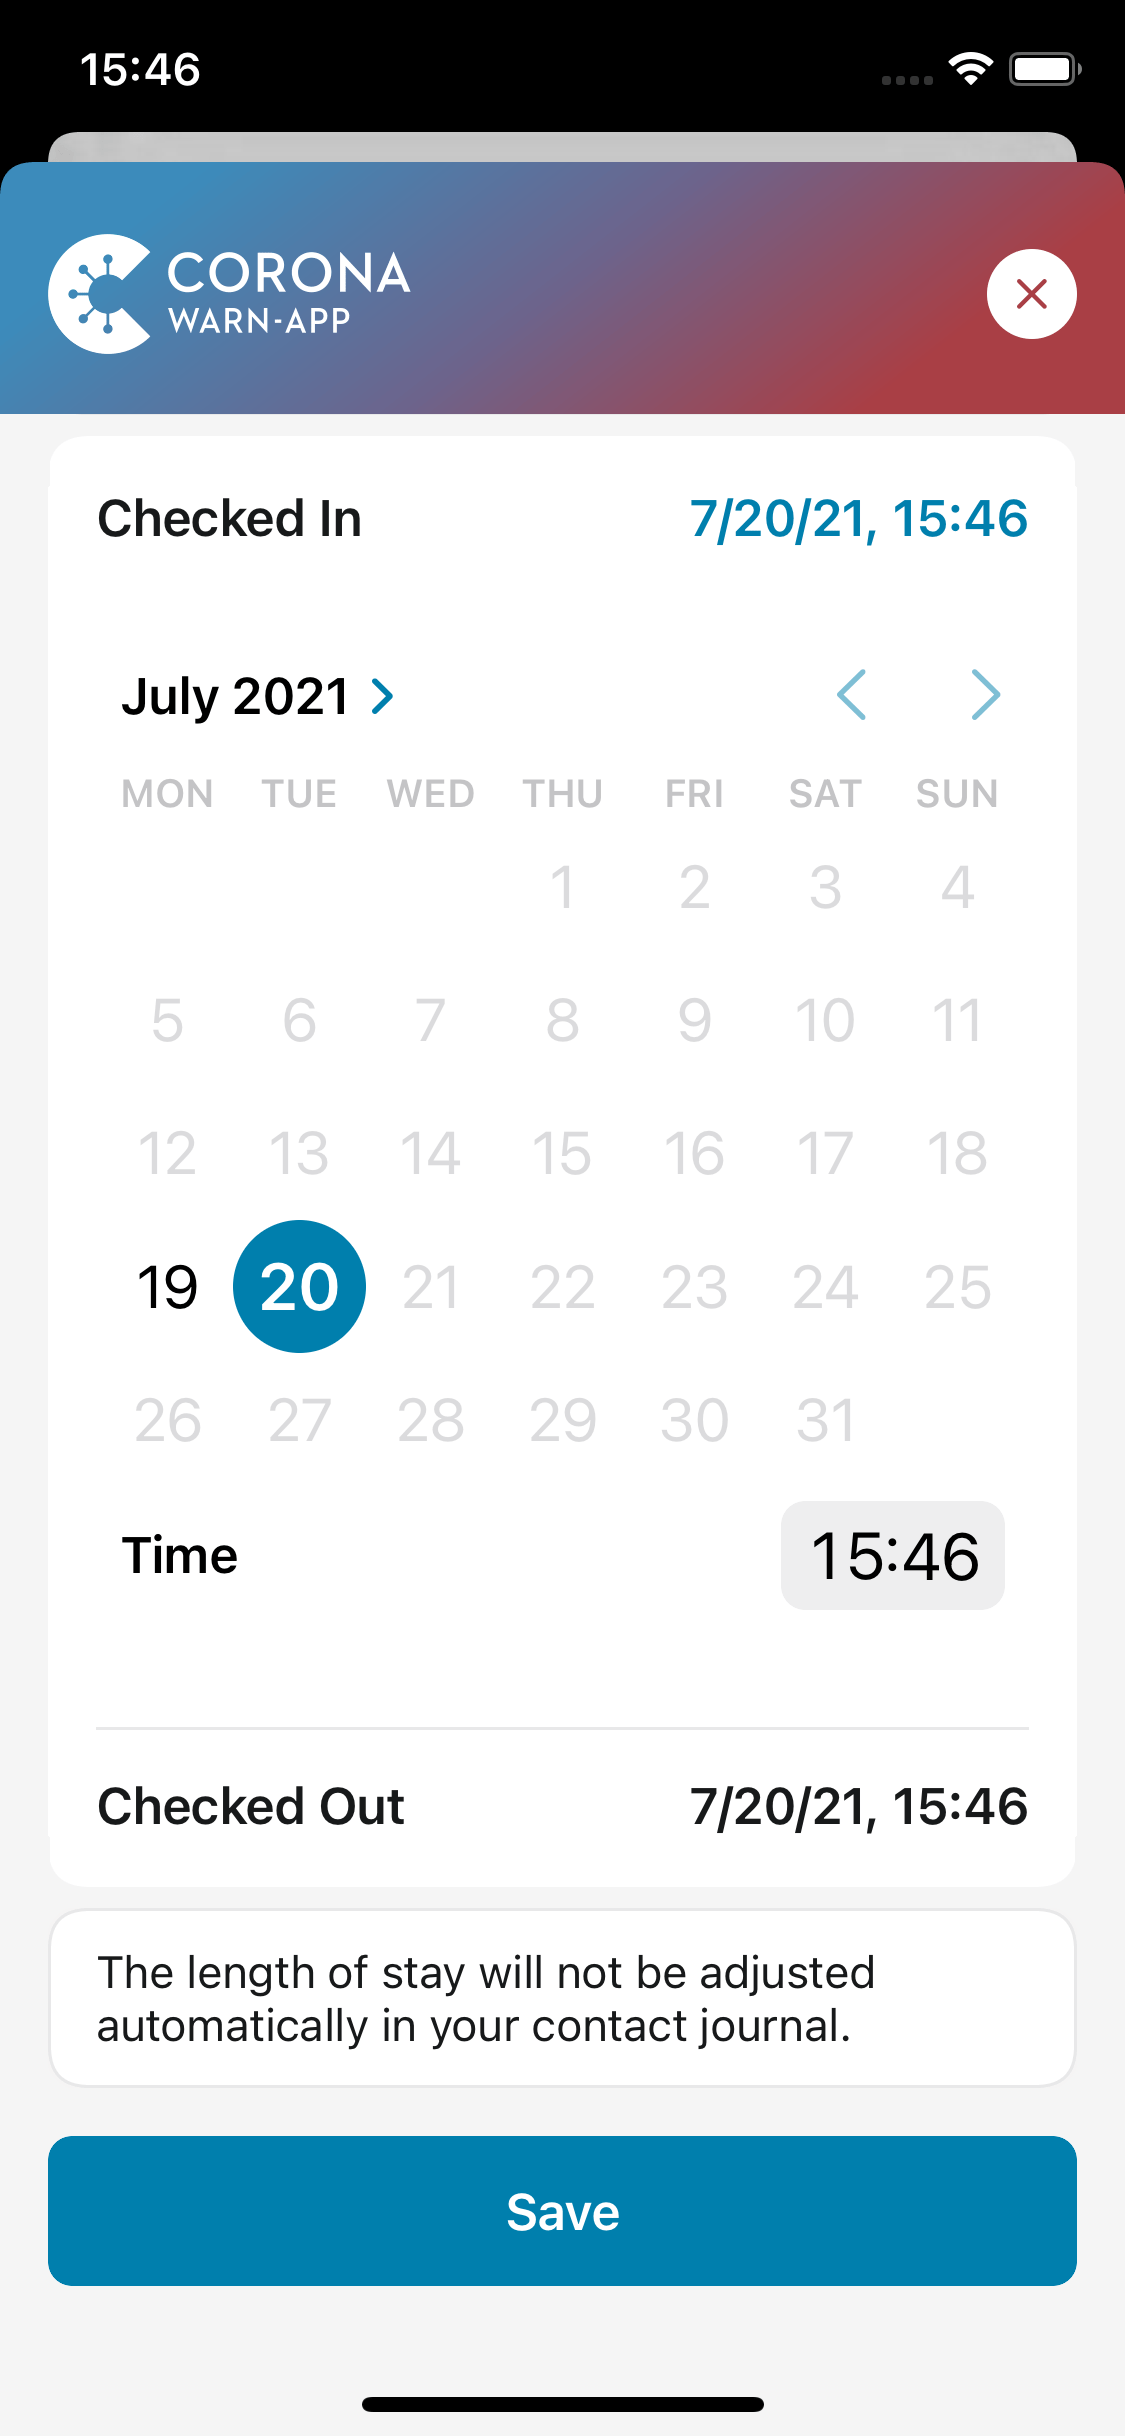 15:46
CORONA
WARN-APP
Checked In 7/20/21, 15:46
July 2021
MON TUE WED THU FRI SAT SUN
1 2 3 4
5 6 7 8 9 10 11
12 13 14 15 16 17 18
19 20 21 22 23 24 25
26 27 28 29 30 31
Time 15:46
Checked Out 7/20/21, 15:46
The length of stay will not be adjusted
automatically in your contact journal.
Save